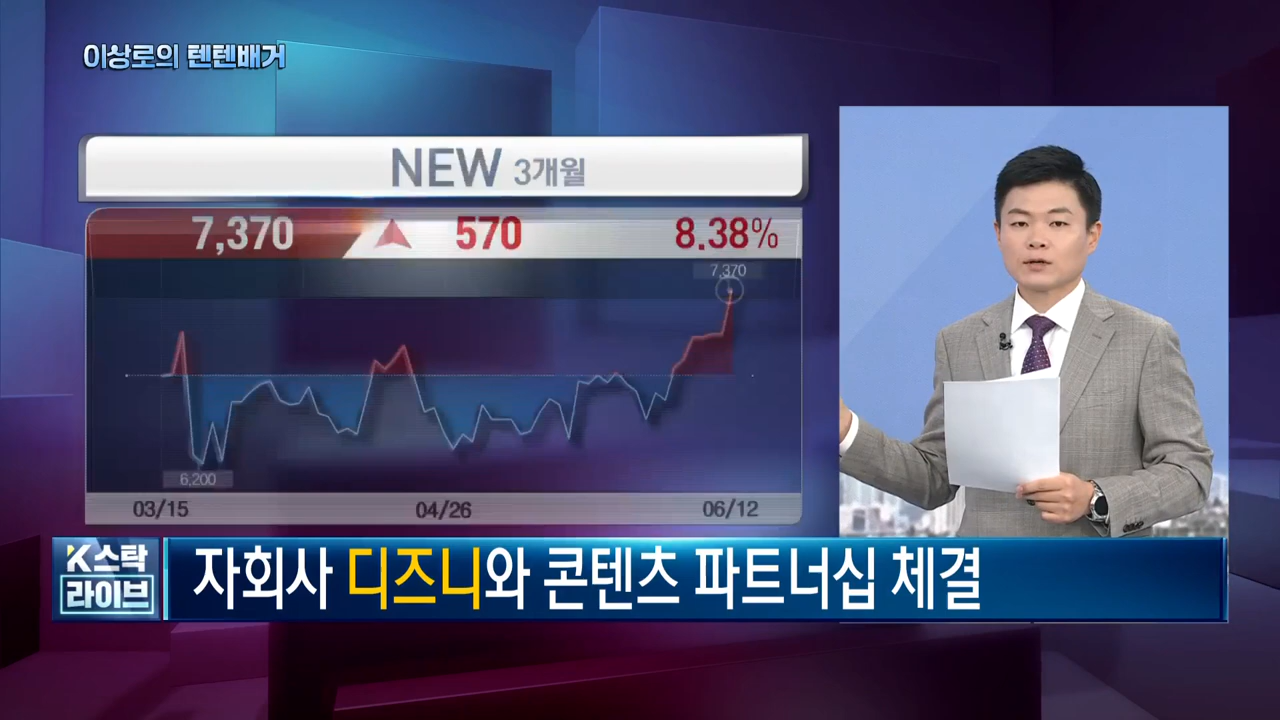 이상로의 텐텐배거
NEW 3개월
7,370 ▲ 570 8.38%
7,370
6,200
03/15 04/26 06/12
K스탁
라이브
자회사 디즈니와 콘텐츠 파트너십 체결